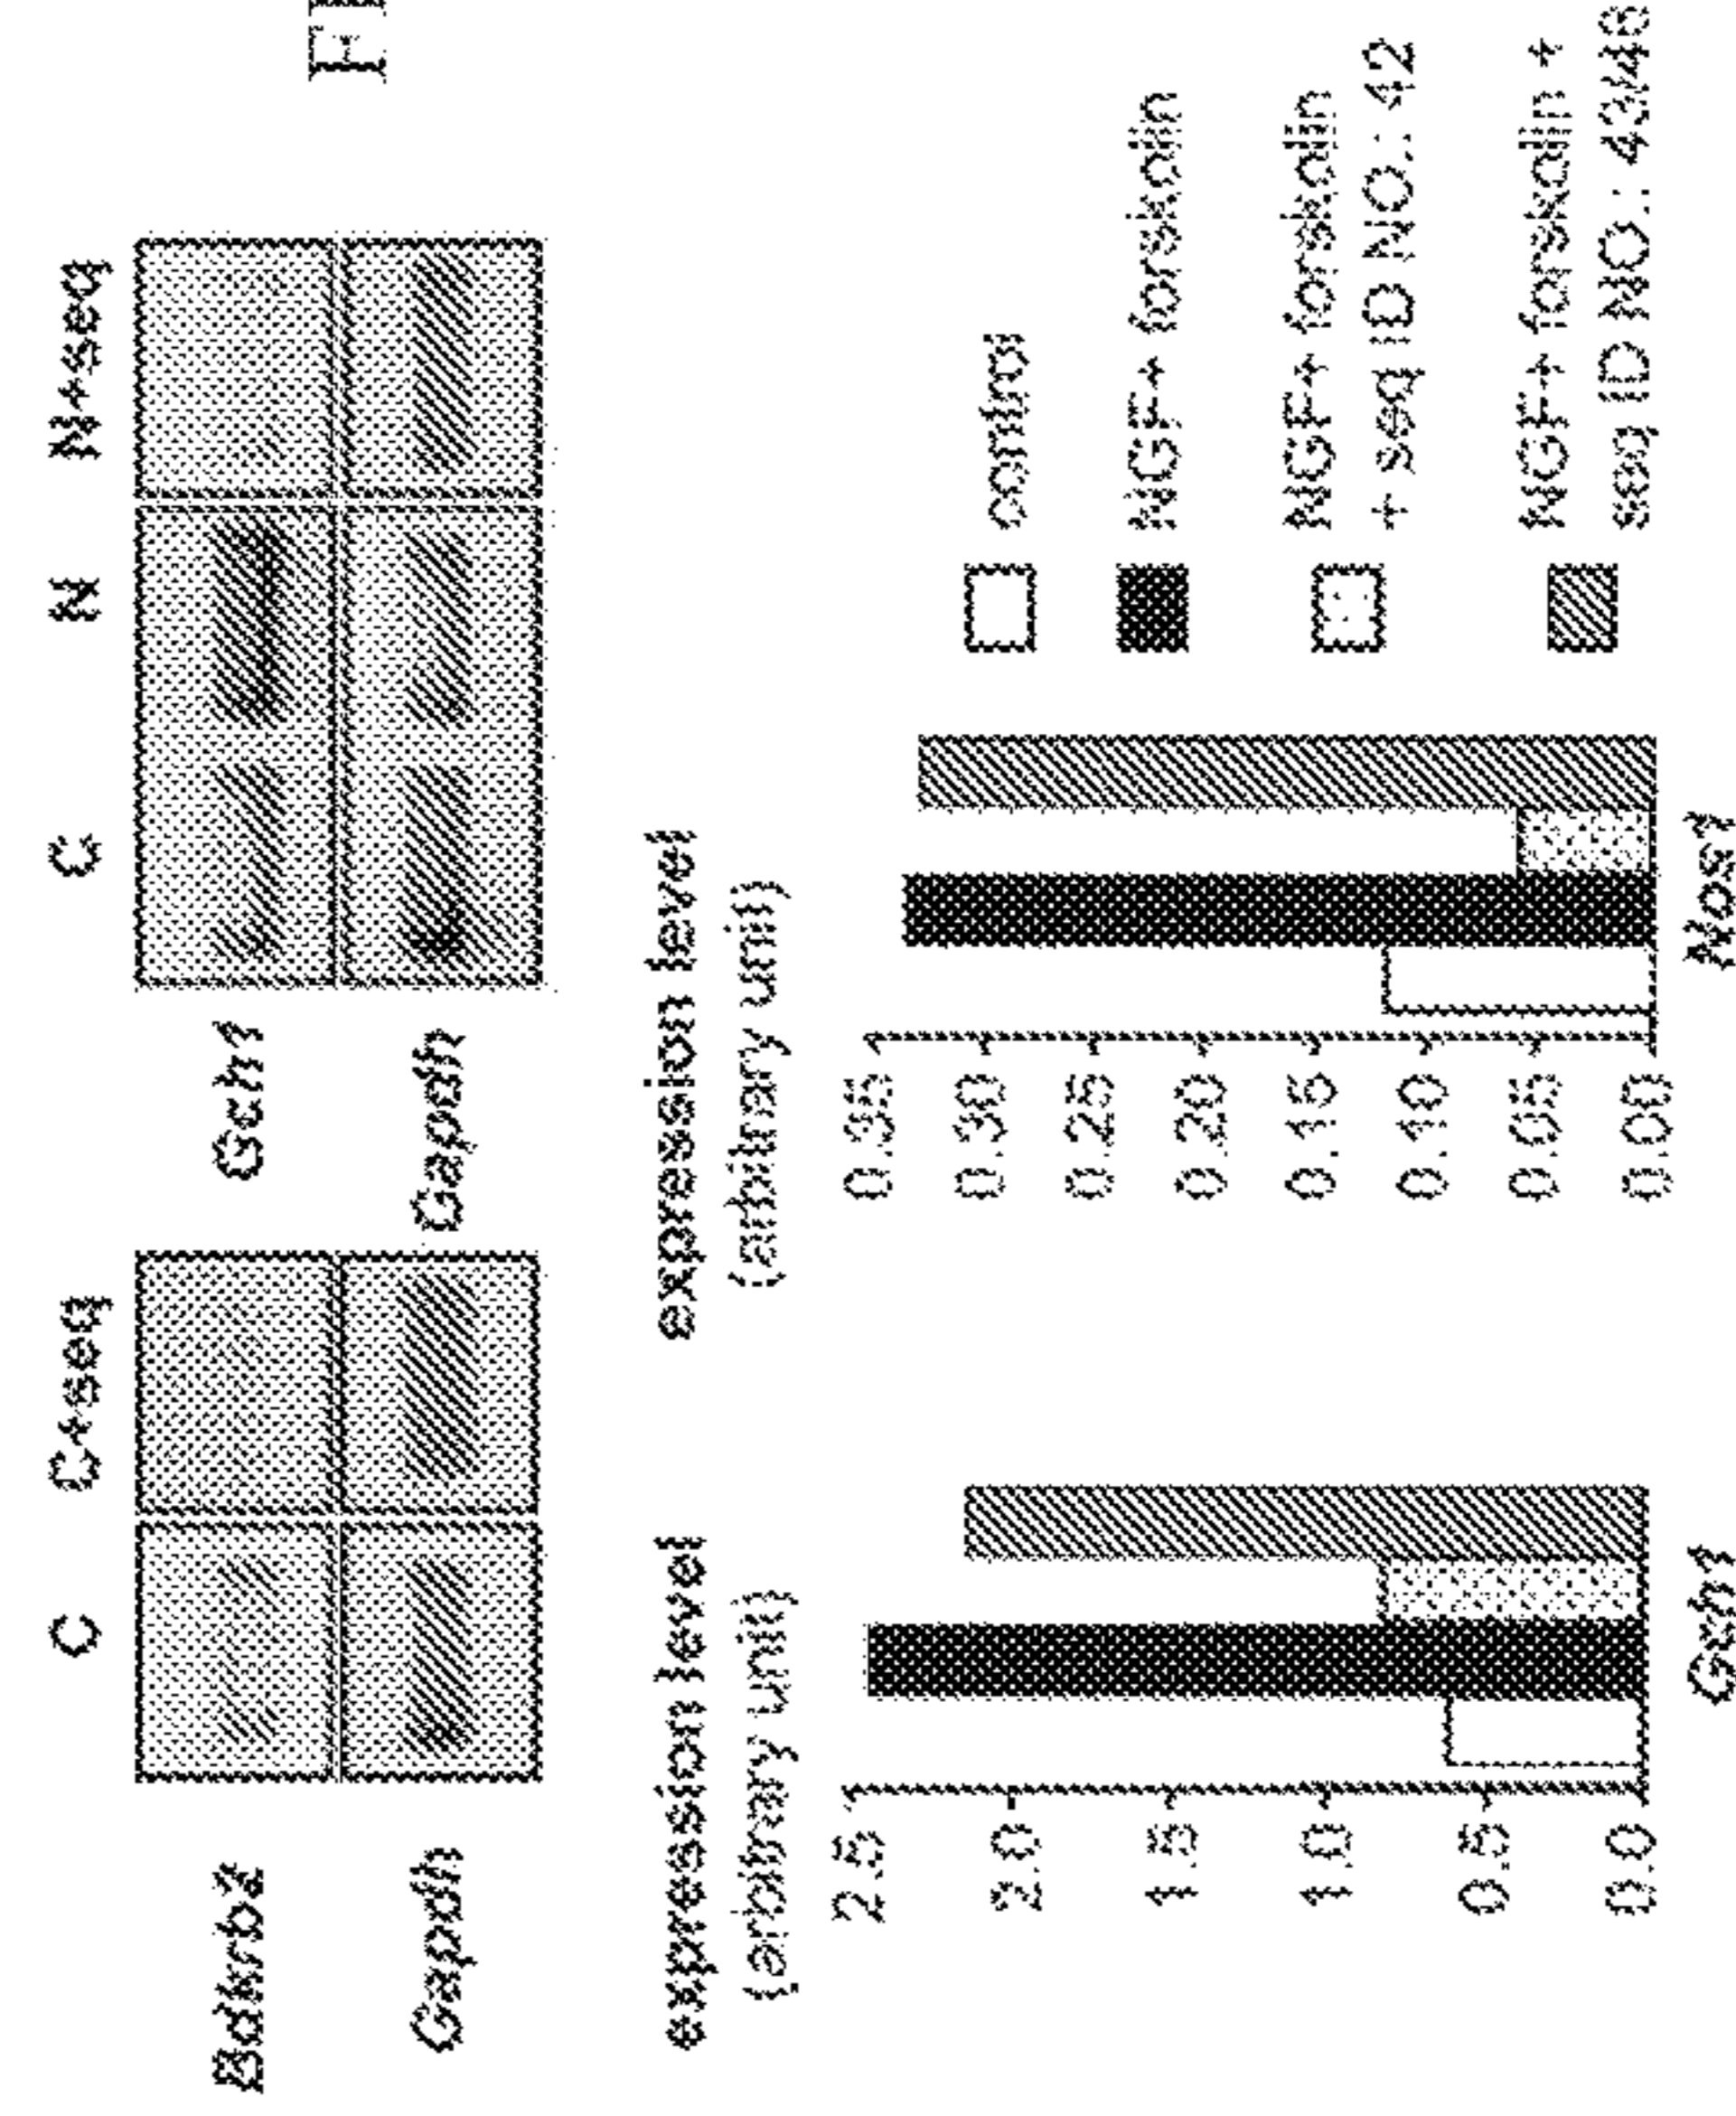 C C+seq
Bdkrb2
Gapdh
C N N+seq
Gch1
Gapdh
expression level
(arbitrary unit)
2.5
2.0
1.5
1.0
0.5
0.0
Gch1
expression level
(arbitrary unit)
0.35
0.30
0.25
0.20
0.15
0.10
0.05
0.00
Nos1
control
NGF+ forskolin
NGF+ forskolin
+ seq ID NO.: 42
NGF+ forskolin +
seq ID NO.: